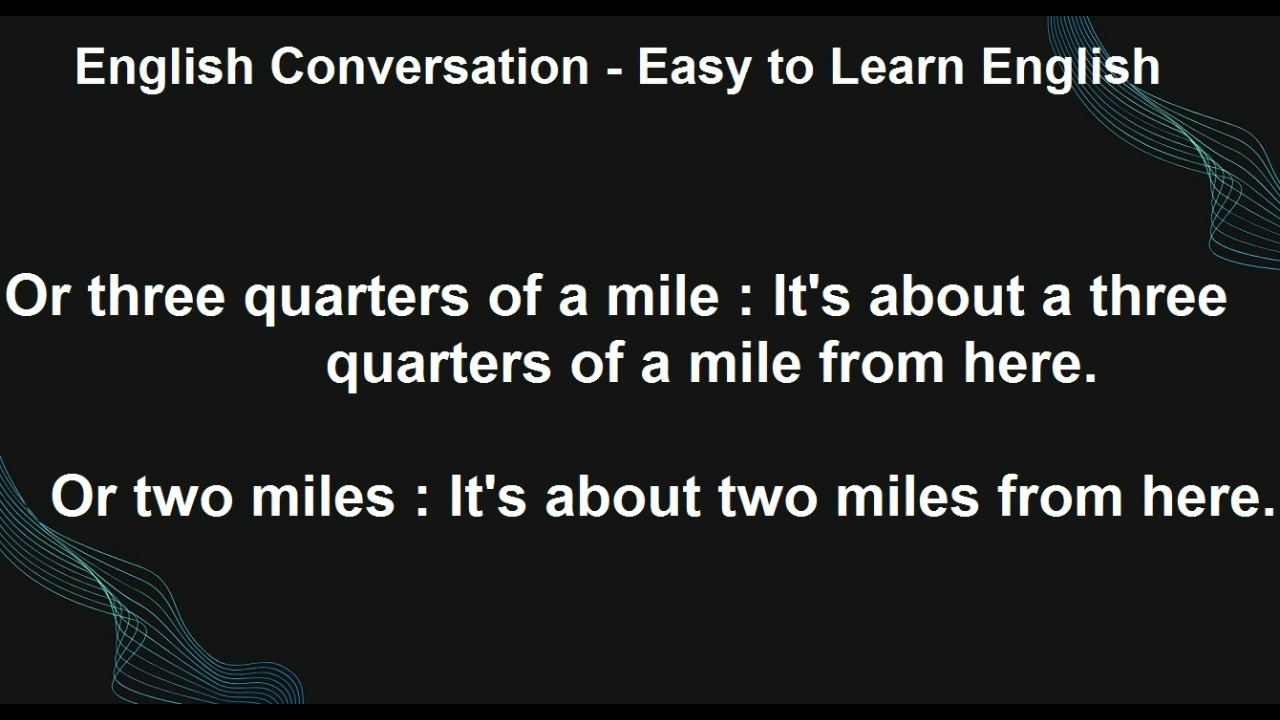 English Conversation - Easy to Learn English
Or three quarters of a mile : It's about a three
quarters of a mile from here.
Or two miles : It's about two miles from here.